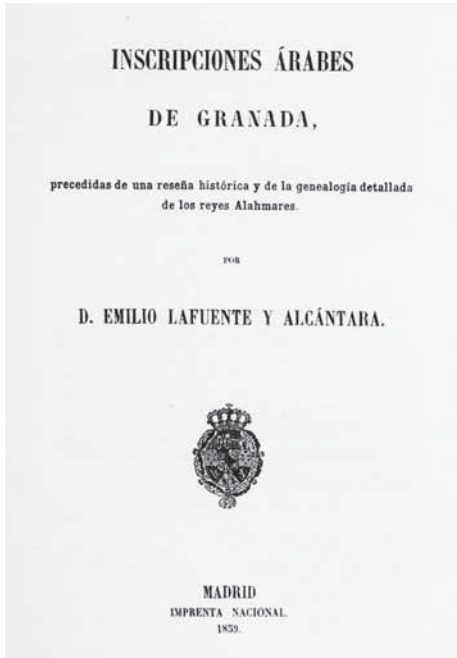 INSCRIPCIONES ÁRABES
DE GRANADA,
precedidas de una reseña histórica y de la genealogía detallada
de los reyes Alahmares.
POR
D. EMILIO LAFUENTE Y ALCÁNTARA.
MADRID
IMPRENTA NACIONAL.
1859.